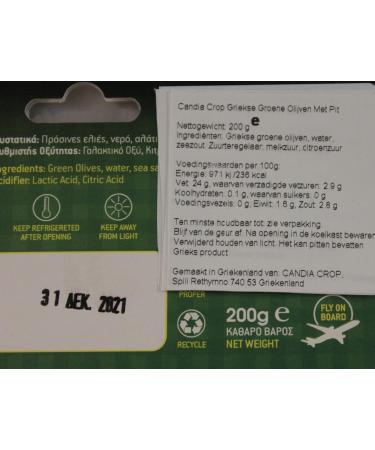 Candia Crop Griekse Groene Olijven Met Pit
Nettogewicht: 200 g e
Ingrediënten: Griekse groene olijven, water,
zeezout. Zuurteregelaar: melkzuur, citroenzuur
Voedingswaarden per 100g:
Energie: 971 kj /236 kcal
Vet: 24 g, waarvan verzadigde vetzuren: 2.9 g
Koolhydraten: 0.1 g, waarvan suikers: 0 g
Voedingsvezels: 0 g, Eiwit: 1.6 g, Zout: 2.8 g
Ten minste houdbaar tot: zie verpakking
Blijf van de geur af. Na opening in de koelkast bewaren
Verwijderd houden van licht. Het kan pitten bevatten
Grieks product
Gemaakt in Griekenland van: CANDIA CROP,
Spili Rethymno 740 53 Griekenland
υστατικά: Πράσινες ελιές, νερό, αλάτι
υθμιστής Οξύτητας: Γαλακτικό Οξύ, Κιτ
ngredients: Green Olives, water, sea sa
cidifier: Lactic Acid, Citric Acid
KEEP REFRIGERETED
AFTER OPENING
KEEP AWAY
FROM LIGHT
31 ΔΕΚ. 2021
PROPER
RECYCLE
200g e
ΚΑΘΑΡΟ ΒΑΡΟΣ
NET WEIGHT
FLY ON
BOARD